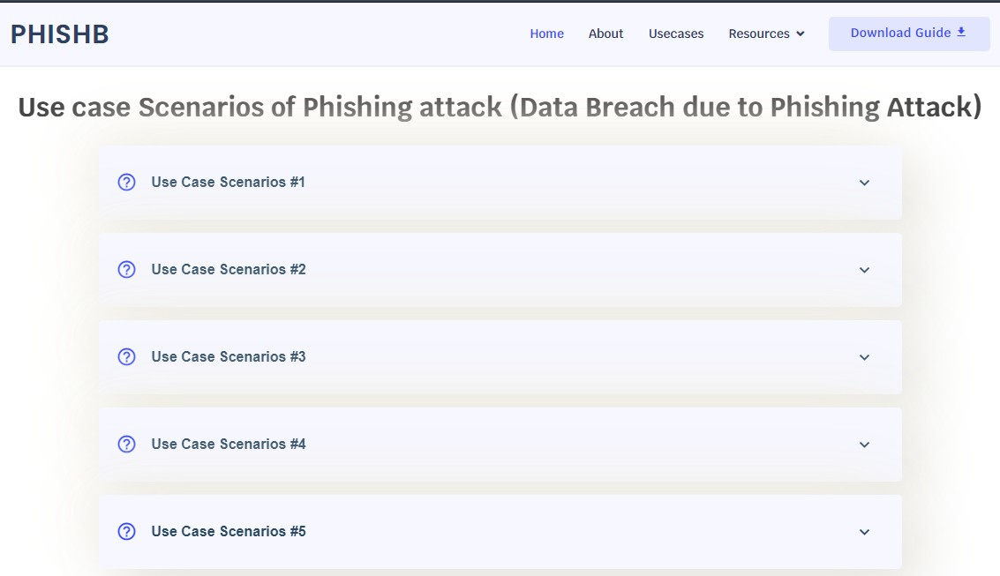 PHISHB
Home About Usecases Resources Download Guide
Use case Scenarios of Phishing attack (Data Breach due to Phishing Attack)
Use Case Scenarios #1
Use Case Scenarios #2
Use Case Scenarios #3
Use Case Scenarios #4
Use Case Scenarios #5